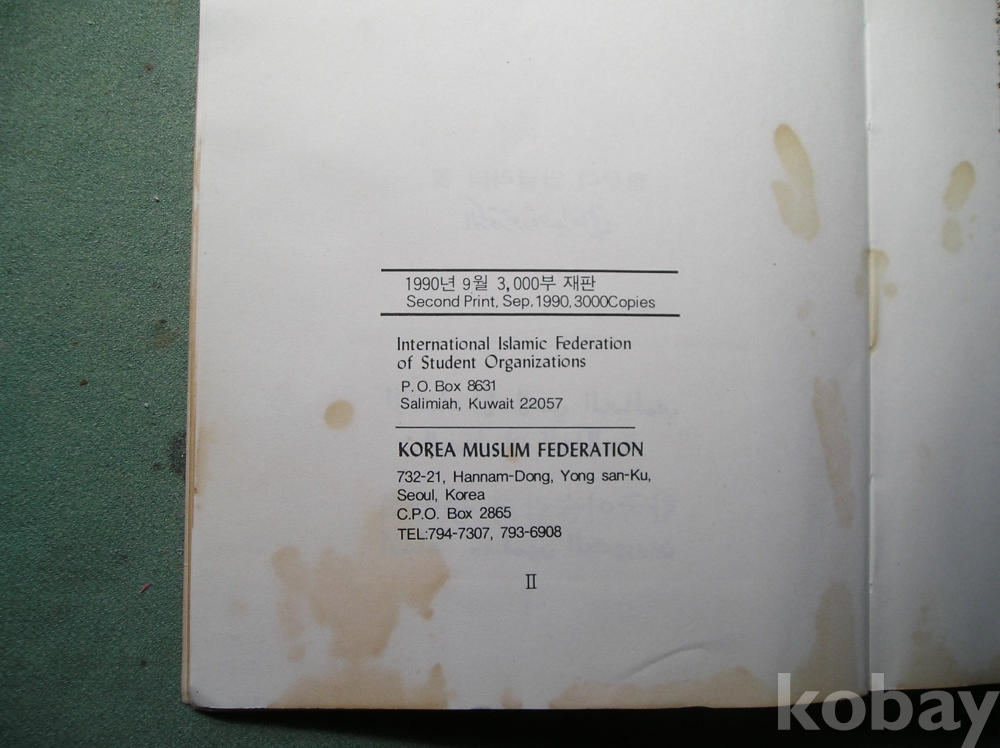 1990년 9월 3,000부 재판
Second Print, Sep, 1990, 3000Copies
International Islamic Federation
of Student Organizations
P.O. Box 8631
Salimiah, Kuwait 22057
KOREA MUSLIM FEDERATION
732-21, Hannam-Dong, Yong san-Ku,
Seoul, Korea
C.P.O. Box 2865
TEL:794-7307, 793-6908
II
kobay